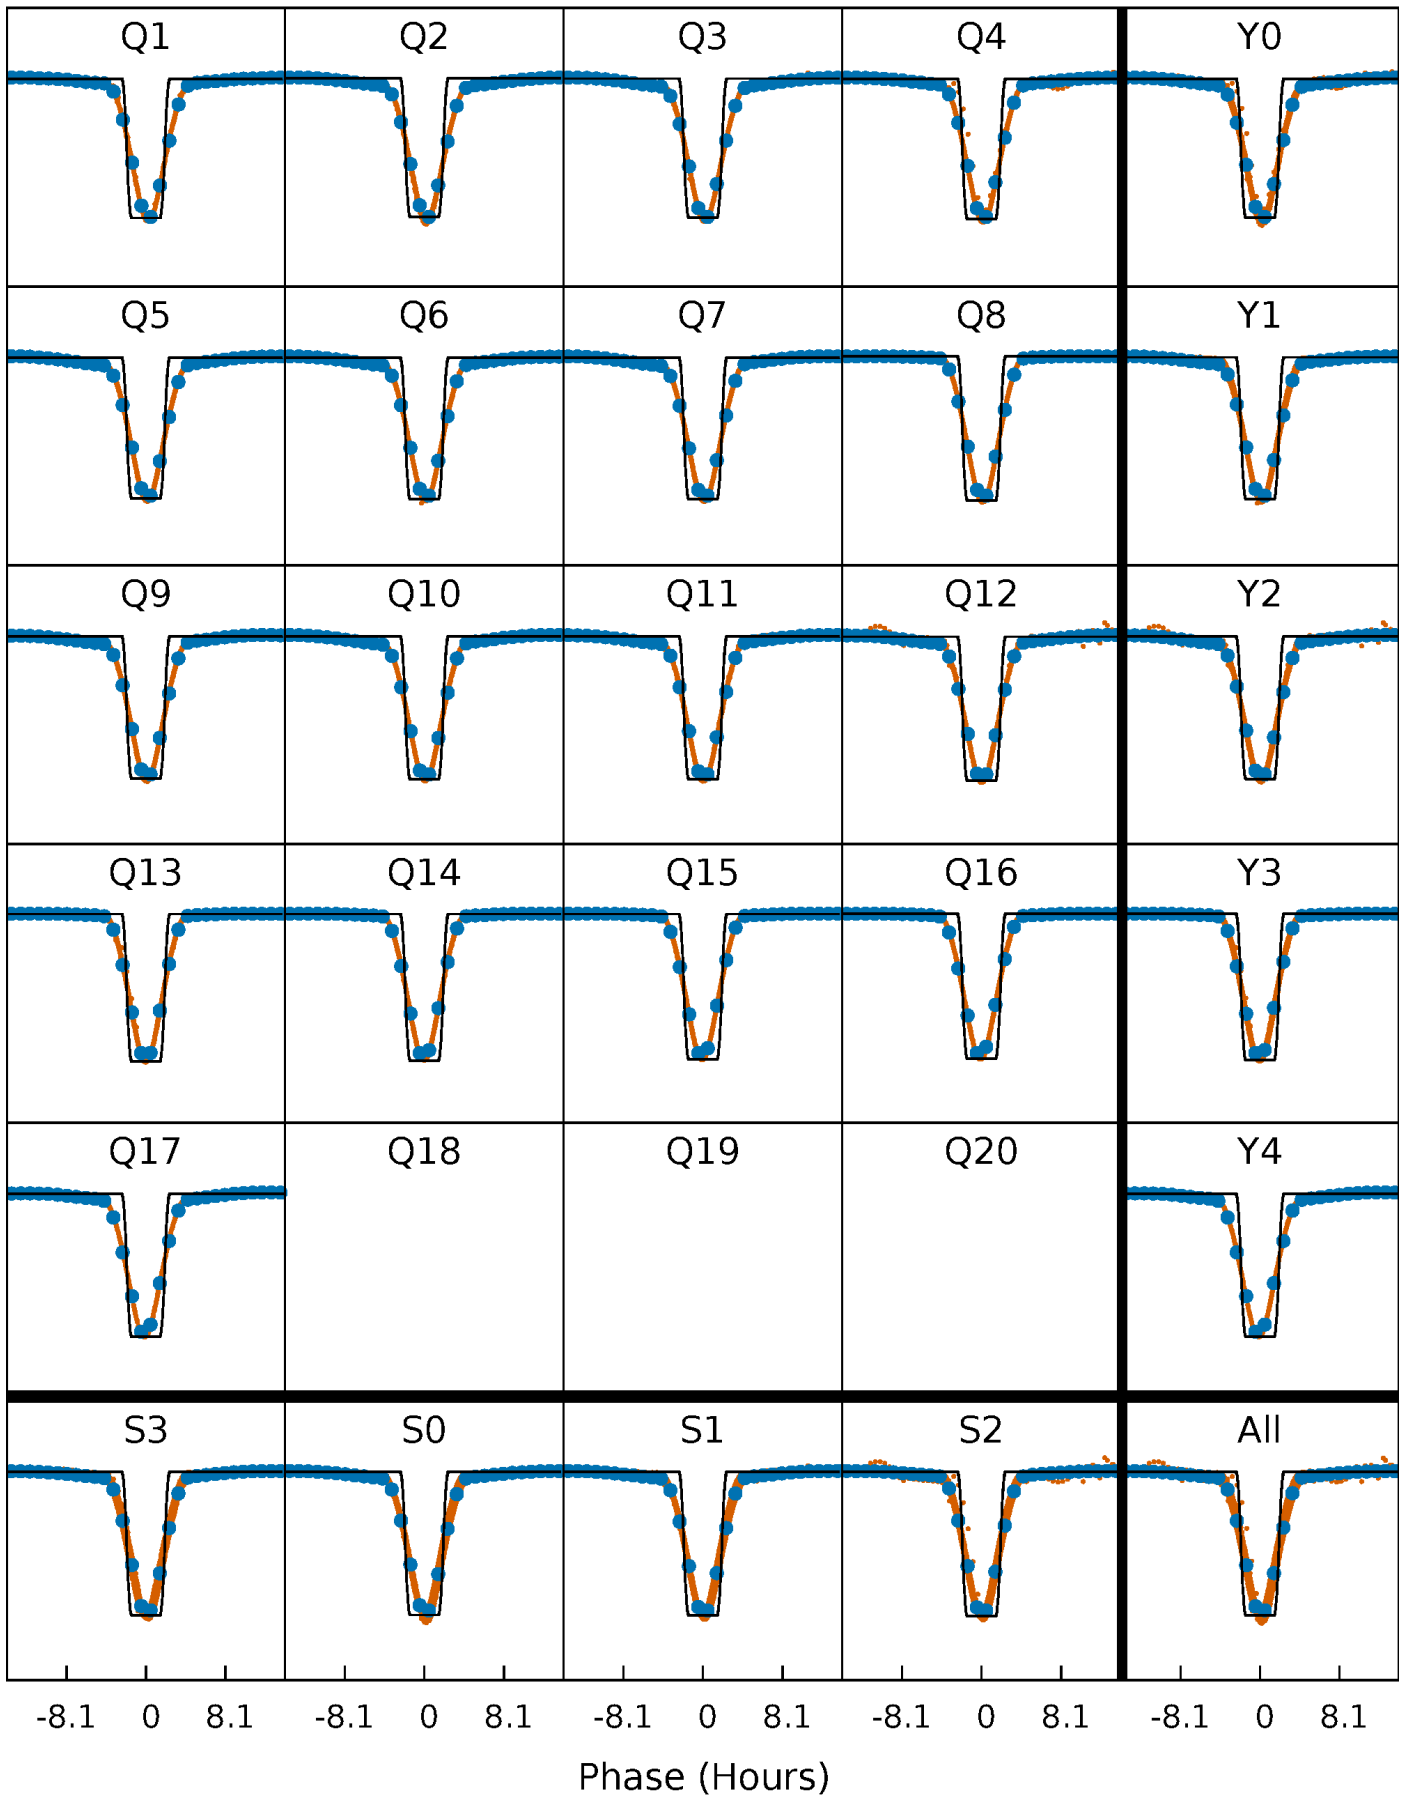 Q1 Q2 Q3 Q4 Y0
Q5 Q6 Q7 Q8 Y1
Q9 Q10 Q11 Q12 Y2
Q13 Q14 Q15 Q16 Y3
Q17 Q18 Q19 Q20 Y4
S3 S0 S1 S2 All
-8.1 0 8.1 -8.1 0 8.1 -8.1 0 8.1 -8.1 0 8.1 -8.1 0 8.1
Phase (Hours)